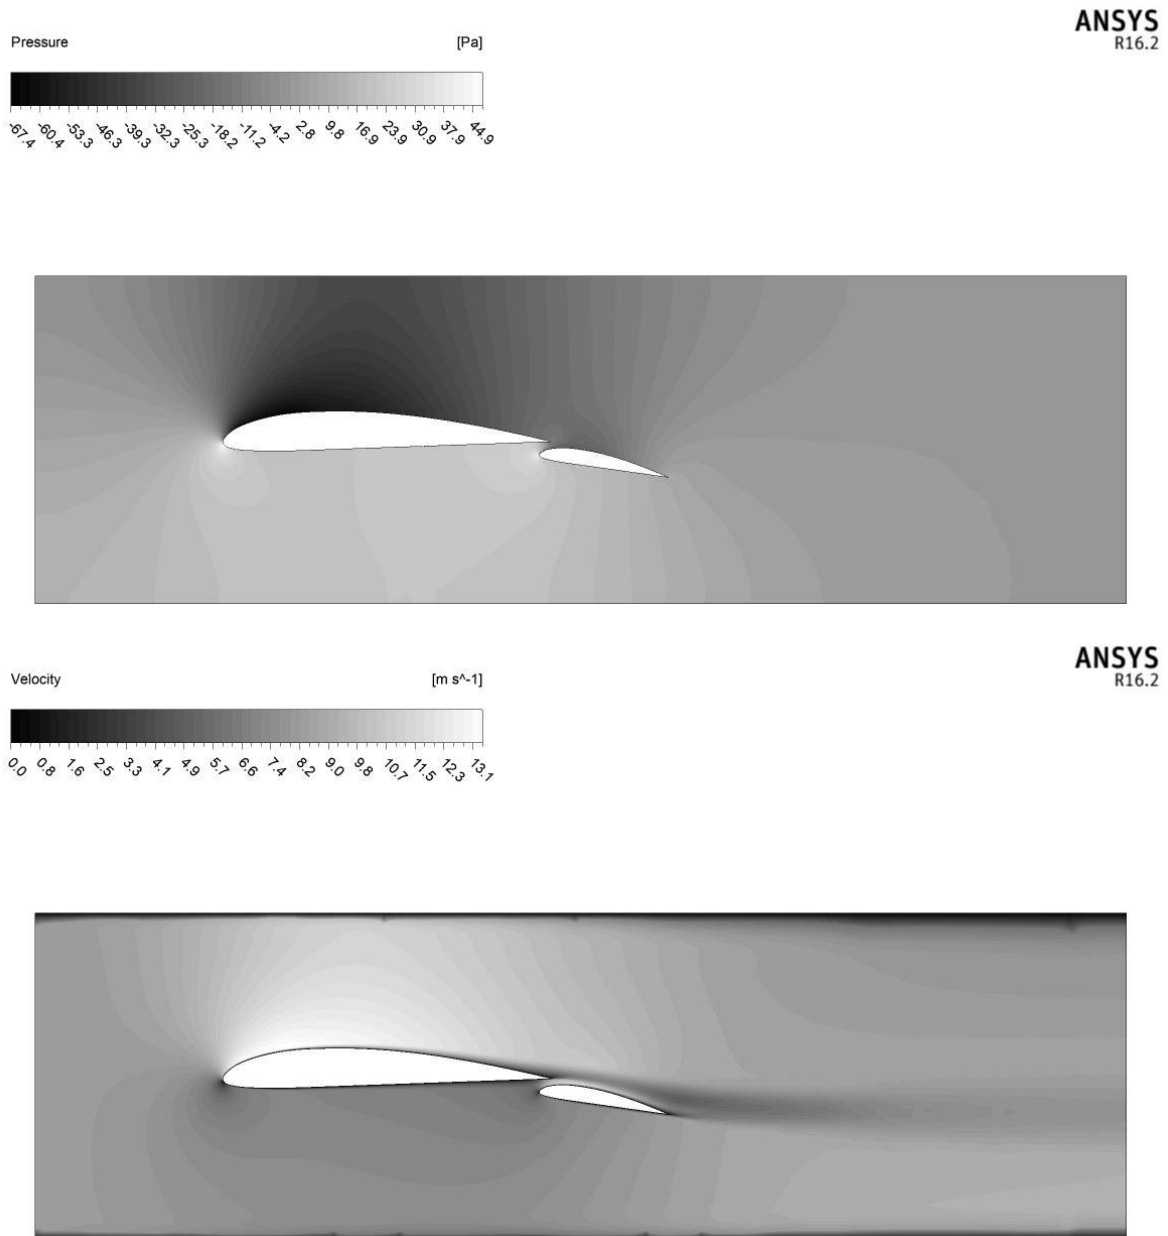 ANSYS
R16.2
Pressure [Pa]
-67.4 -60.4 -53.3 -46.3 -39.3 -32.3 -25.3 -18.2 -11.2 -4.2 2.8 9.8 16.9 23.9 30.9 37.9 44.9
ANSYS
R16.2
Velocity [m s^-1]
0.0 0.8 1.6 2.5 3.3 4.1 4.9 5.7 6.6 7.4 8.2 9.0 9.8 10.7 11.5 12.3 13.1